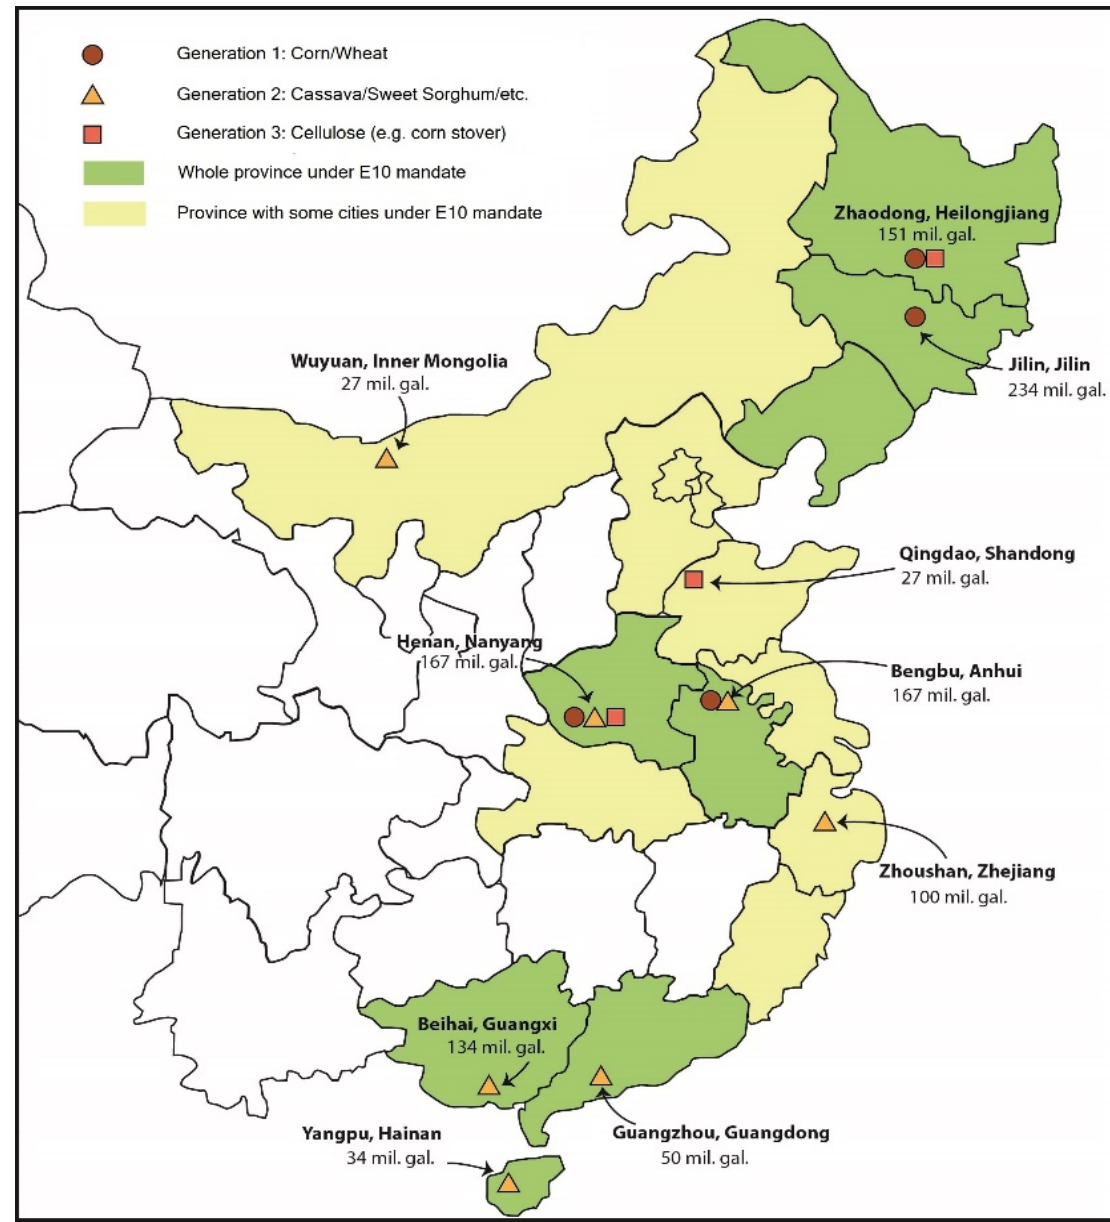 Generation 1: Corn/Wheat
Generation 2: Cassava/Sweet Sorghum/etc.
Generation 3: Cellulose (e.g. corn stover)
Whole province under E10 mandate
Province with some cities under E10 mandate
Zhaodong, Heilongjiang
151 mil. gal.
Wuyuan, Inner Mongolia
27 mil. gal.
Jilin, Jilin
234 mil. gal.
Qingdao, Shandong
27 mil. gal.
Henan, Nanyang
167 mil. gal.
Bengbu, Anhui
167 mil. gal.
Zhoushan, Zhejiang
100 mil. gal.
Beihai, Guangxi
134 mil. gal.
Yangpu, Hainan
34 mil. gal.
Guangzhou, Guangdong
50 mil. gal.